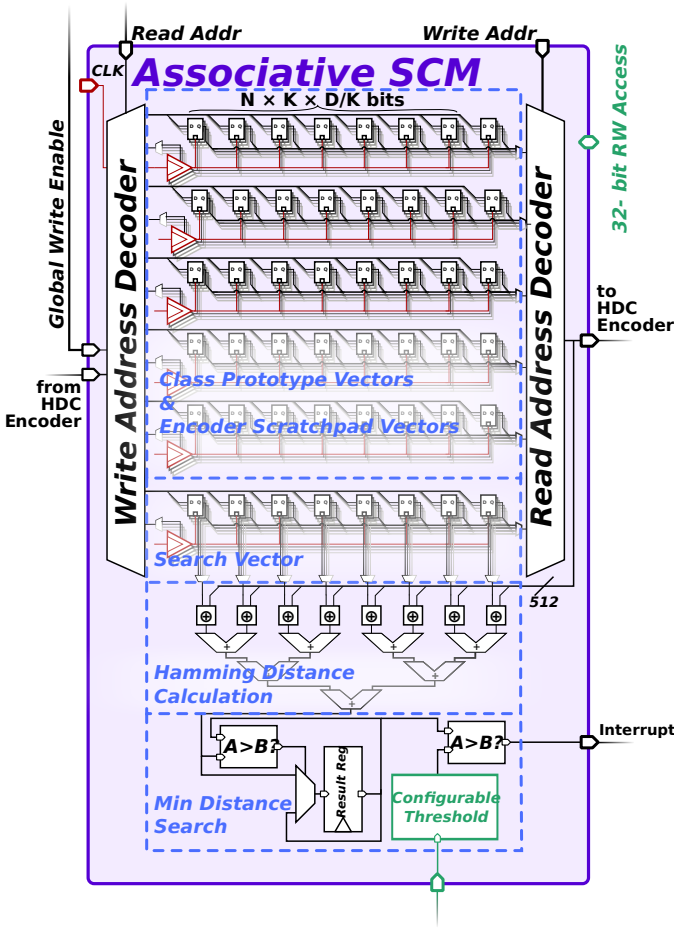 Read Addr
Write Addr
CLK
Associative SCM
N × K × D/K bits
Global Write Enable
Write Address Decoder
Read Address Decoder
32- bit RW Access
to
HDC
Encoder
from
HDC
Encoder
Class Prototype Vectors
&
Encoder Scratchpad Vectors
Search Vector
512
Hamming Distance
Calculation
A>B?
Result Reg
A>B?
Interrupt
Min Distance
Search
Configurable
Threshold